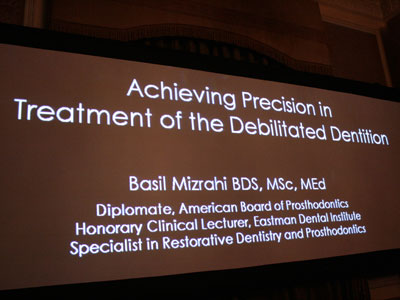 Achieving Precision in
Treatment of the Debilitated Dentition
Basil Mizrahi BDS, MSc, MEd
Diplomate, American Board of Prosthodontics
Honorary Clinical Lecturer, Eastman Dental Institute
Specialist in Restorative Dentistry and Prosthodontics